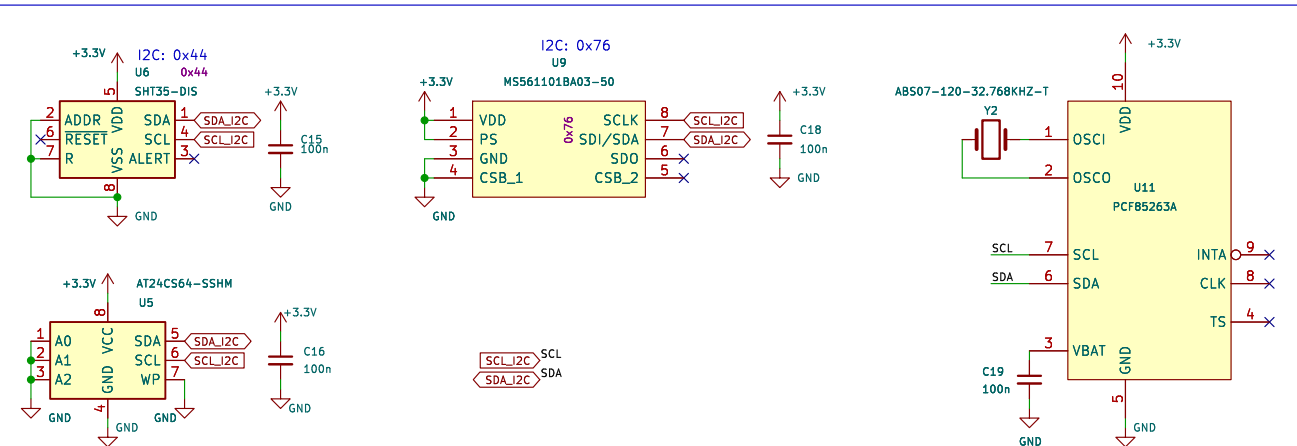 +3.3V
I2C: 0x44
U6
0x44
SHT35-DIS
5
VDD
2
ADDR
SDA
1
SDA_I2C
6
RESET
SCL
4
SCL_I2C
7
R
ALERT
3
VSS
8
GND
+3.3V
C15
100n
GND
I2C: 0x76
U9
MS561101BA03-50
+3.3V
0x76
1
VDD
SCLK
8
SCL_I2C
2
PS
SDI/SDA
7
SDA_I2C
3
GND
SDO
6
4
CSB_1
CSB_2
5
GND
+3.3V
C18
100n
GND
+3.3V
10
ABS07-120-32.768KHZ-T
Y2
VDD
1
OSCI
2
OSCO
U11
PCF85263A
SCL
7
SCL
INTA
9
SDA
6
SDA
CLK
8
TS
4
3
VBAT
GND
5
C19
100n
GND
GND
+3.3V
AT24CS64-SSHM
U5
8
VCC
1
A0
SDA
5
SDA_I2C
2
A1
SCL
6
SCL_I2C
3
A2
WP
7
GND
4
GND
GND
GND
+3.3V
C16
100n
GND
SCL_I2C
SCL
SDA_I2C
SDA